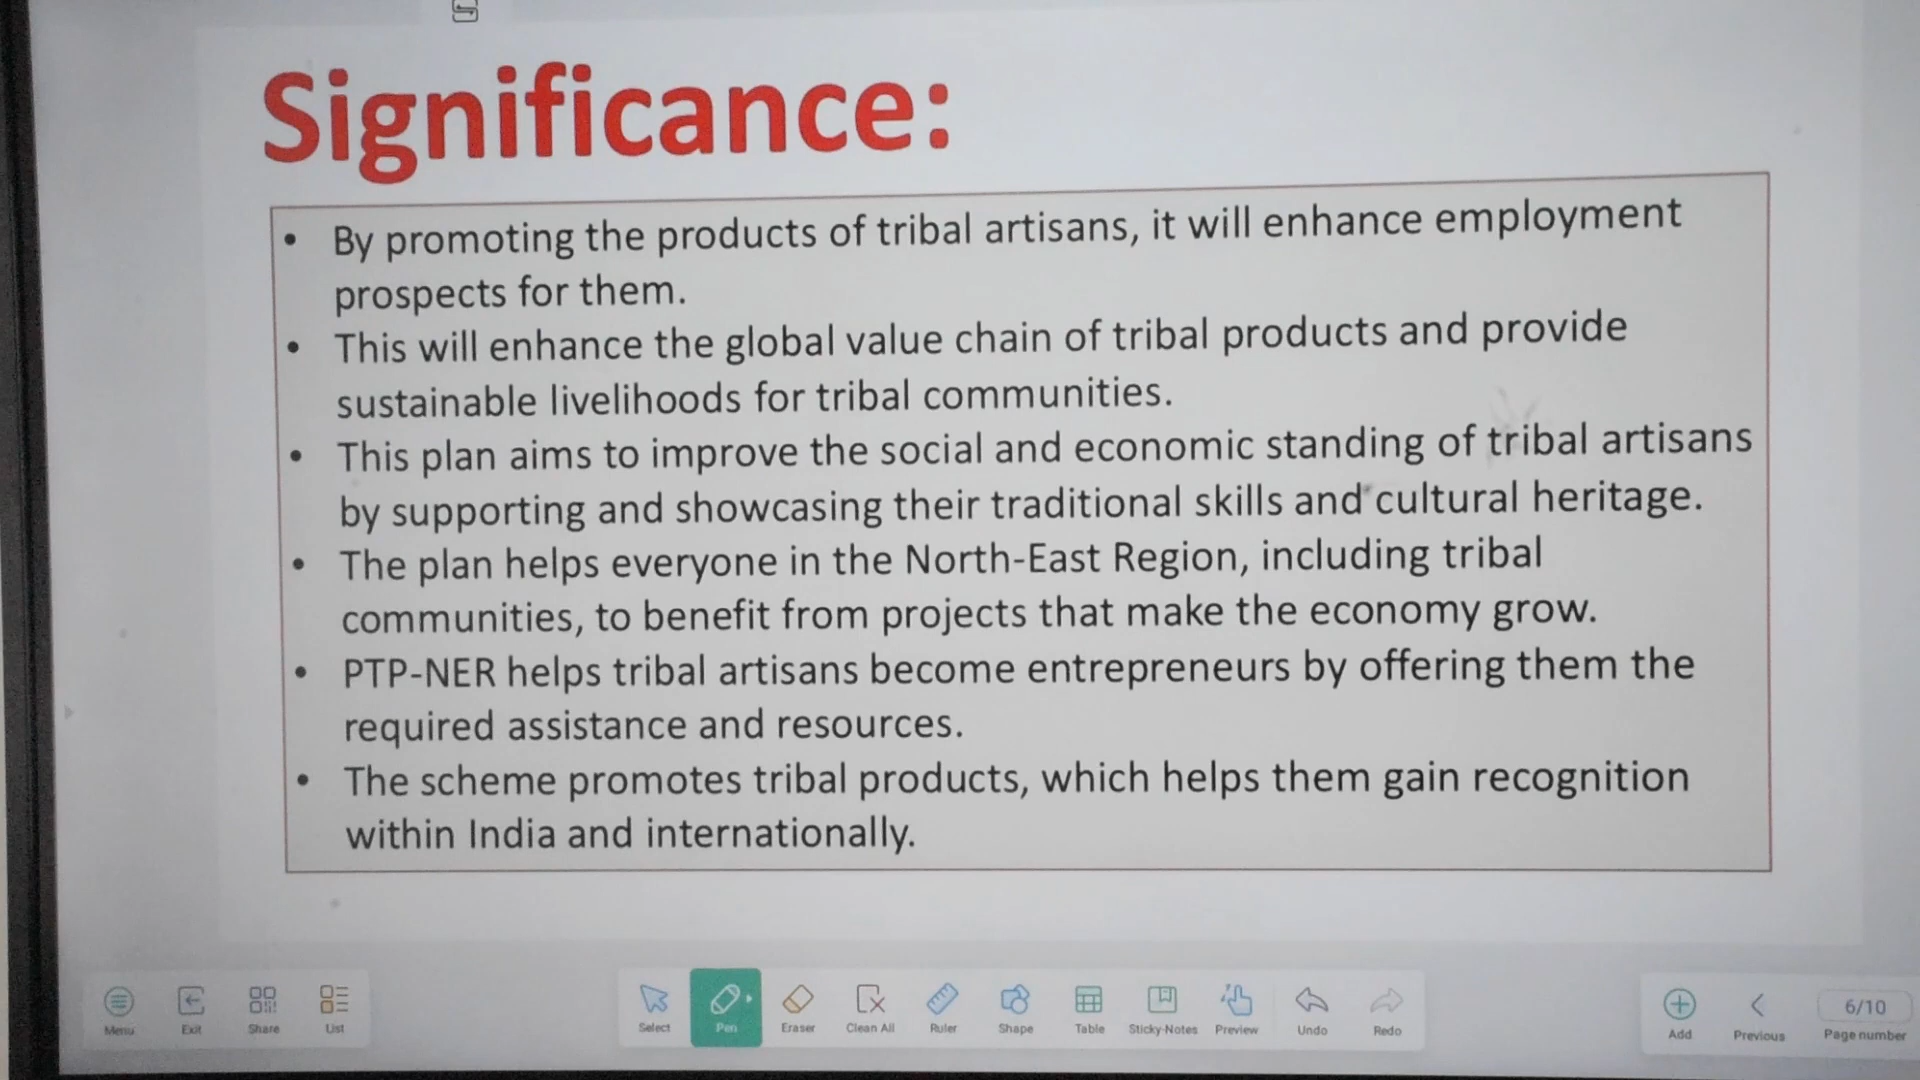 Significance:
• By promoting the products of tribal artisans, it will enhance employment
prospects for them.
• This will enhance the global value chain of tribal products and provide
sustainable livelihoods for tribal communities.
• This plan aims to improve the social and economic standing of tribal artisans
by supporting and showcasing their traditional skills and cultural heritage.
• The plan helps everyone in the North-East Region, including tribal
communities, to benefit from projects that make the economy grow.
• PTP-NER helps tribal artisans become entrepreneurs by offering them the
required assistance and resources.
• The scheme promotes tribal products, which helps them gain recognition
within India and internationally.
Menu Exit Share List Select Pen Eraser Clean All Ruler Shape Table Sticky-Notes Preview Undo Redo Add Previous 6/10 Page number